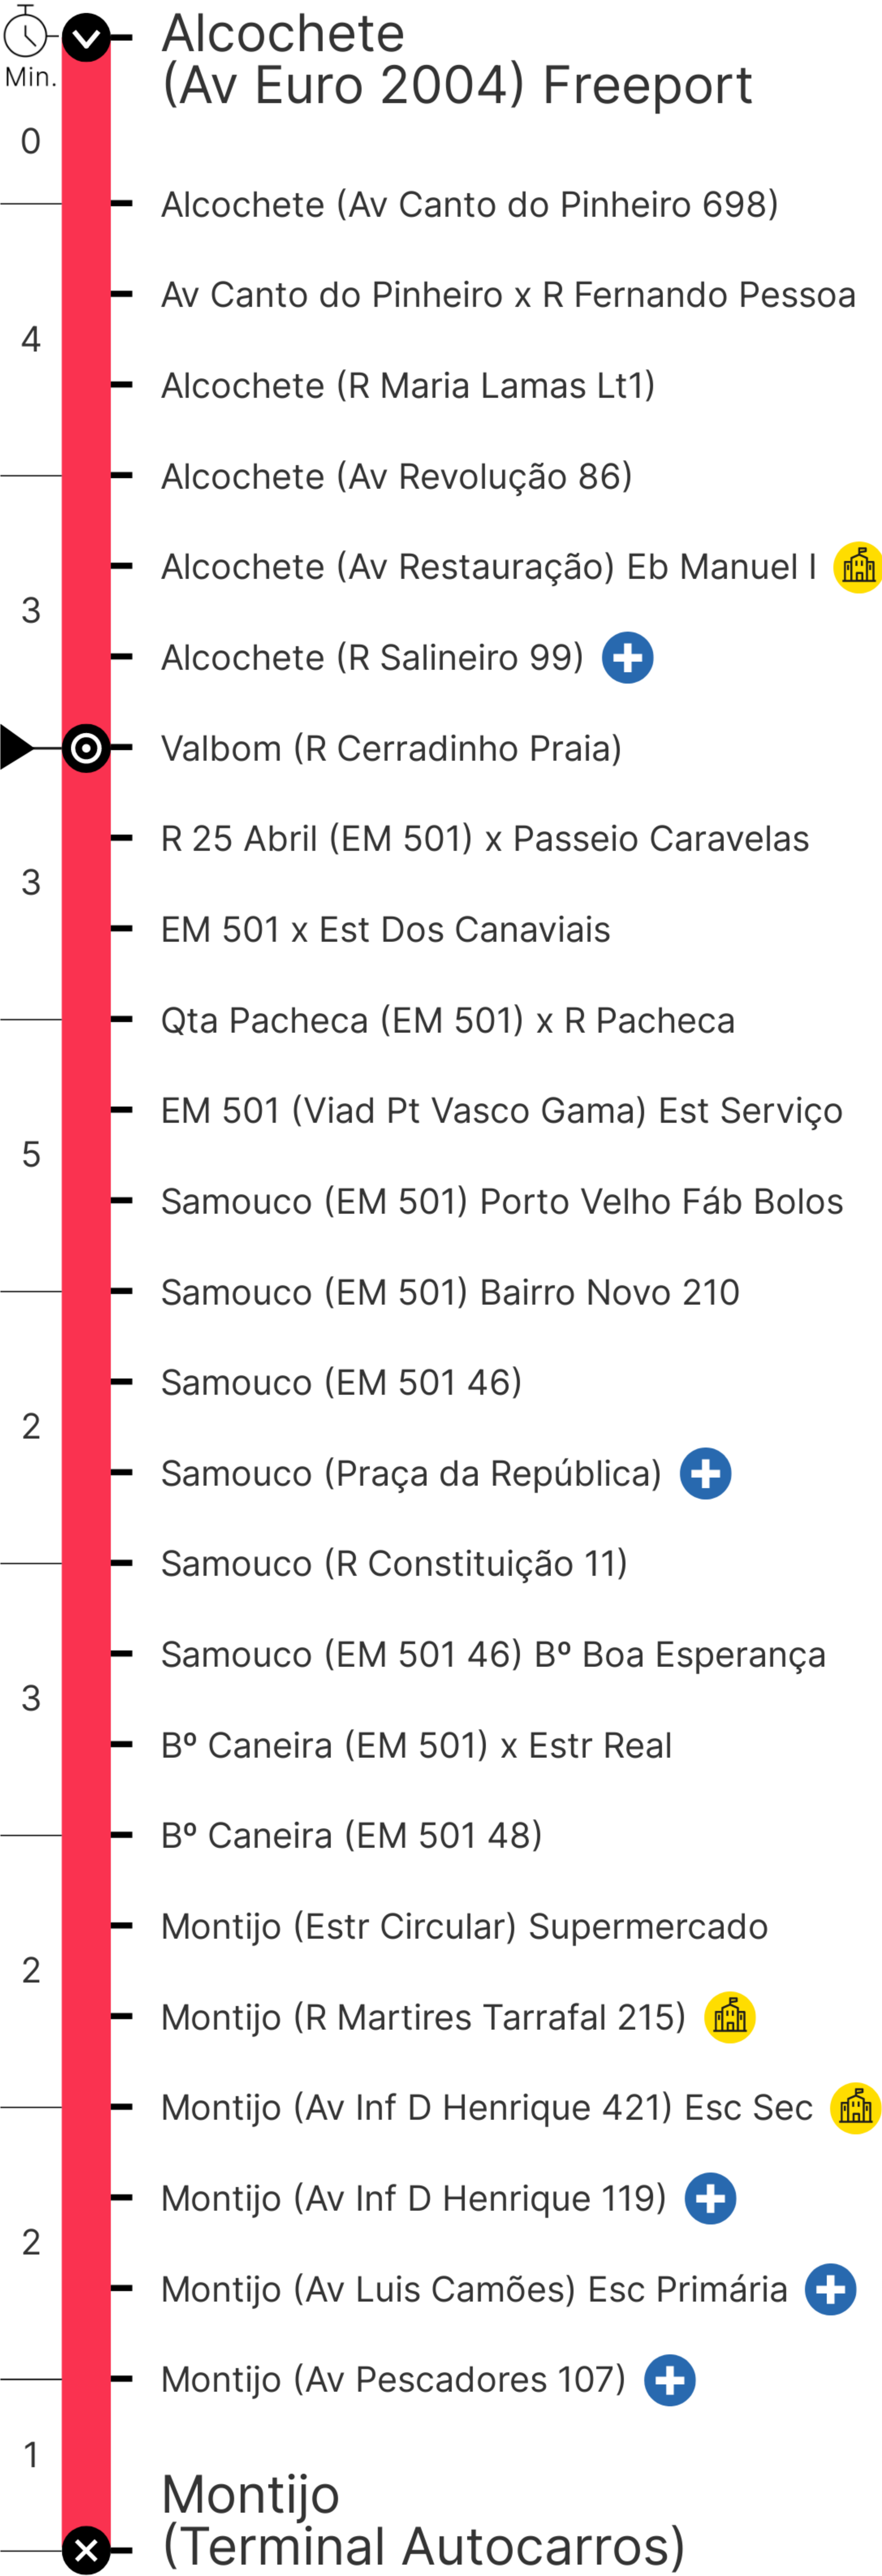 Min.
Alcochete
(Av Euro 2004) Freeport
0
Alcochete (Av Canto do Pinheiro 698)
Av Canto do Pinheiro x R Fernando Pessoa
4
Alcochete (R Maria Lamas Lt1)
Alcochete (Av Revolução 86)
Alcochete (Av Restauração) Eb Manuel I
3
Alcochete (R Salineiro 99)
Valbom (R Cerradinho Praia)
R 25 Abril (EM 501) x Passeio Caravelas
3
EM 501 x Est Dos Canaviais
Qta Pacheca (EM 501) x R Pacheca
EM 501 (Viad Pt Vasco Gama) Est Serviço
5
Samouco (EM 501) Porto Velho Fáb Bolos
Samouco (EM 501) Bairro Novo 210
Samouco (EM 501 46)
2
Samouco (Praça da República)
Samouco (R Constituição 11)
Samouco (EM 501 46) Bº Boa Esperança
3
Bº Caneira (EM 501) x Estr Real
Bº Caneira (EM 501 48)
Montijo (Estr Circular) Supermercado
2
Montijo (R Martires Tarrafal 215)
Montijo (Av Inf D Henrique 421) Esc Sec
Montijo (Av Inf D Henrique 119)
2
Montijo (Av Luis Camões) Esc Primária
Montijo (Av Pescadores 107)
1
Montijo
(Terminal Autocarros)